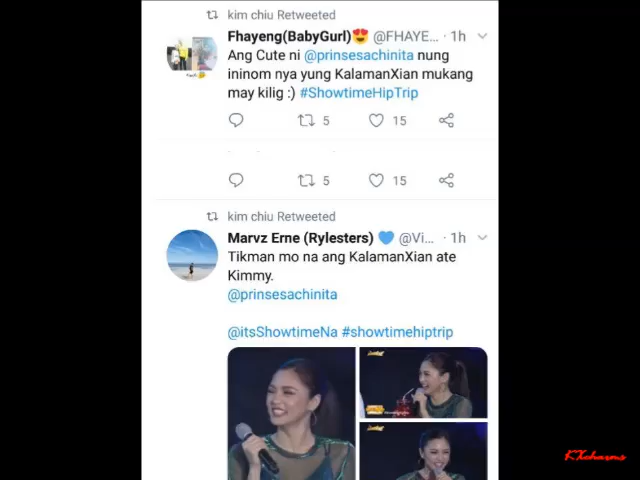 kim chiu Retweeted
Fhayeng(BabyGurl)😍 @FHAYE... · 1h
Ang Cute ni @prinsesachinita nung
ininom nya yung KalamanXian mukang
may kilig :) #ShowtimeHipTrip
5 15
5 15
kim chiu Retweeted
Marvz Erne (Rylesters) 💙 @Vi... · 1h
Tikman mo na ang KalamanXian ate
Kimmy.
@prinsesachinita
@itsShowtimeNa #showtimehiptrip
KXcharms